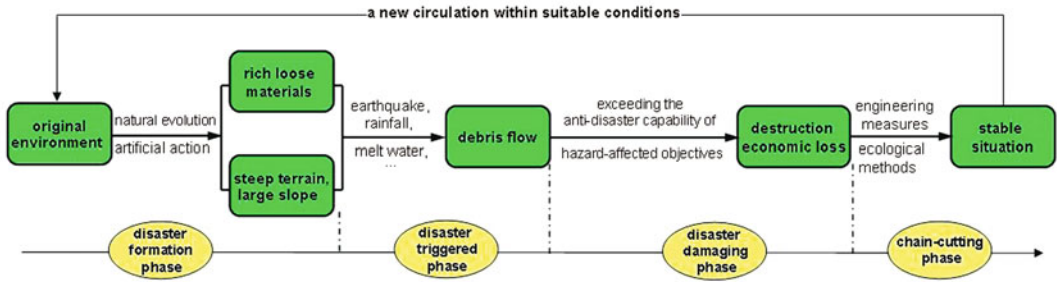 a new circulation within suitable conditions
original
environment
natural evolution
artificial action
rich loose
materials
steep terrain,
large slope
earthquake,
rainfall,
melt water,
...
debris flow
exceeding the
anti-disaster capability of
hazard-affected objectives
destruction
economic loss
engineering
measures
ecological
methods
stable
situation
disaster
formation
phase
disaster
triggered
phase
disaster
damaging
phase
chain-cutting
phase